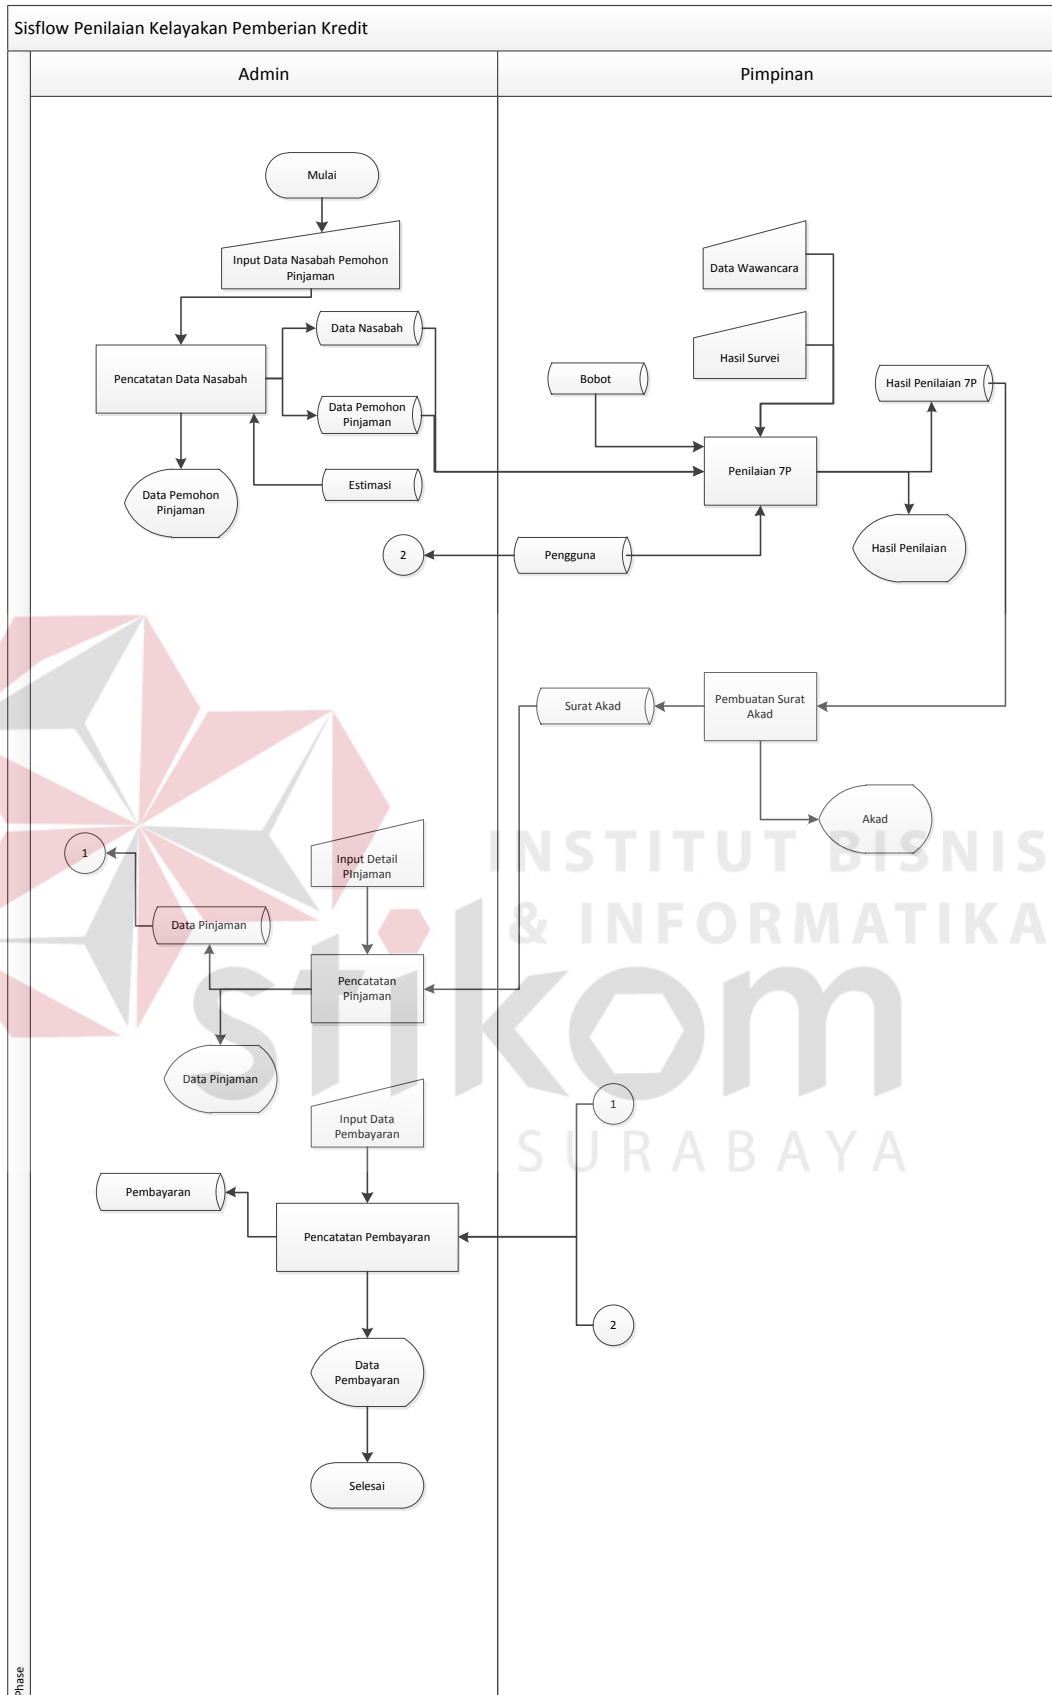 Sisflow Penilaian Kelayakan Pemberian Kredit
Admin
Pimpinan
Mulai
Input Data Nasabah Pemohon
Pinjaman
Data Wawancara
Data Nasabah
Hasil Survei
Pencatatan Data Nasabah
Bobot
Hasil Penilaian 7P
Data Pemohon
Pinjaman
Penilaian 7P
Estimasi
Data Pemohon
Pinjaman
2
Pengguna
Hasil Penilaian
Surat Akad
Pembuatan Surat
Akad
Akad
1
Input Detail
PInjaman
INSTITUT BISNIS
& INFORMATIKA
Data Pinjaman
Pencatatan
Pinjaman
stikom
Data Pinjaman
1
Input Data
Pembayaran
SURABAYA
Pembayaran
Pencatatan Pembayaran
2
Data
Pembayaran
Selesai
Phase